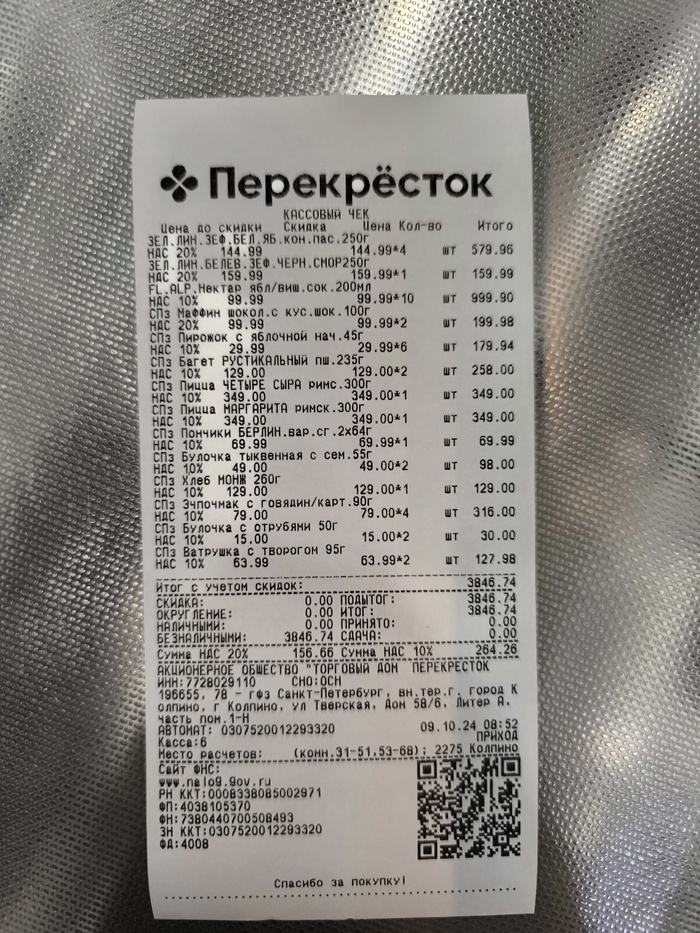 Перекрёсток
КАССОВЫЙ ЧЕК
Цена до скидки Скидка Цена Кол-во Итого
ЗЕЛ.ЛИН.ЗЕФ.БЕЛ.ЯБ.кон.пас.250г
НДС 20% 144.99 144.99*4 шт 579.96
ЗЕЛ.ЛИН.БЕЛЕВ.ЗЕФ.ЧЕРН.СМОР250г
НДС 20% 159.99 159.99*1 шт 159.99
FL.ALP.Нектар ябл/виш.сок.200мл
НДС 10% 99.99 99.99*10 шт 999.90
СПз Маффин шокол.с кус.шок.100г
НДС 20% 99.99 99.99*2 шт 199.98
СПз Пирожок с яблочной нач.45г
НДС 10% 29.99 29.99*6 шт 179.94
СПз Багет РУСТИКАЛЬНЫЙ пш.235г
НДС 10% 129.00 129.00*2 шт 258.00
СПз Пицца ЧЕТЫРЕ СЫРА римс.300г
НДС 10% 349.00 349.00*1 шт 349.00
СПз Пицца МАРГАРИТА римск.300г
НДС 10% 349.00 349.00*1 шт 349.00
СПз Пончики БЕРЛИН.вар.сг.2х64г
НДС 10% 69.99 69.99*1 шт 69.99
СПз Булочка тыквенная с сем.55г
НДС 10% 49.00 49.00*2 шт 98.00
СПз Хлеб МОНЖ 260г
НДС 10% 129.00 129.00*1 шт 129.00
СПз Эчпочмак с говядин/карт.90г
НДС 10% 79.00 79.00*4 шт 316.00
СПз Булочка с отрубями 50г
НДС 10% 15.00 15.00*2 шт 30.00
СПз Ватрушка с творогом 95г
НДС 10% 63.99 63.99*2 шт 127.98
Итог с учетом скидок: 3846.74
СКИДКА: 0.00 ПОДЫТОГ: 3846.74
ОКРУГЛЕНИЕ: 0.00 ИТОГ: 3846.74
НАЛИЧНЫМИ: 0.00 ПРИНЯТО: 0.00
БЕЗНАЛИЧНЫМИ: 3846.74 СДАЧА: 0.00
Сумма НДС 20% 156.66 Сумма НДС 10% 264.26
АКЦИОНЕРНОЕ ОБЩЕСТВО "ТОРГОВЫЙ ДОМ ПЕРЕКРЕСТОК
ИНН:7728029110 СНО:ОСН
196655, 78 - гфз Санкт-Петербург, вн.тер.г. город К
олпино, г Колпино, ул Тверская, Дом 58/6, Литер А,
часть пом.1-Н
АВТОМАТ: 0307520012293320 09.10.24 08:52
Касса:6 ПРИХОД
Место расчетов: (комн.31-51,53-68); 2275 Колпино
Сайт ФНС:
www.nalog.gov.ru
РН ККТ:0008338085002971
ФП:4038105370
ФН:7380440700508493
ЗН ККТ:0307520012293320
ФД:4008
Спасибо за покупку!